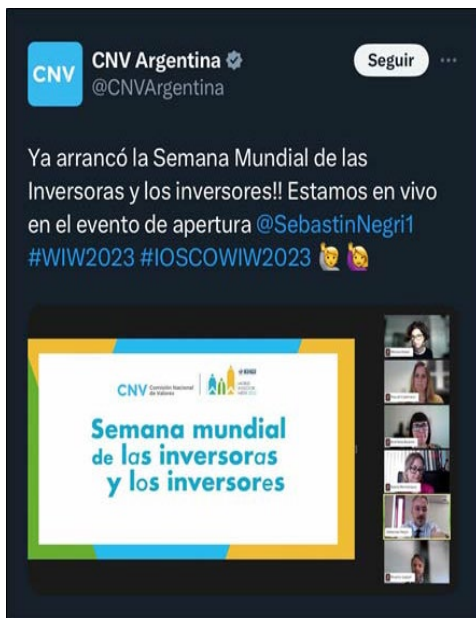 CNV
CNV Argentina
@CNVArgentina
Seguir
Ya arrancó la Semana Mundial de las
Inversoras y los inversores!! Estamos en vivo
en el evento de apertura @SebastinNegri1
#WIW2023 #IOSCOWIW2023 🙋‍♂️ 🙋‍♀️
CNV Comisión Nacional
de Valores
Semana mundial
de las inversoras
y los inversores